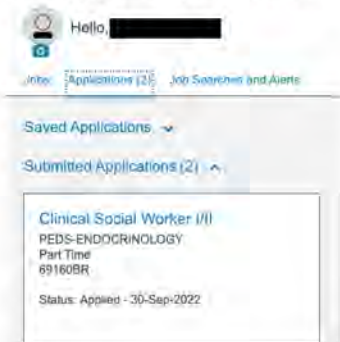 Hello,
Jobs Applications (2) Job Searches and Alerts
Saved Applications
Submitted Applications (2)
Clinical Social Worker I/II
PEDS-ENDOCRINOLOGY
Part Time
69160BR
Status: Applied - 30-Sep-2022